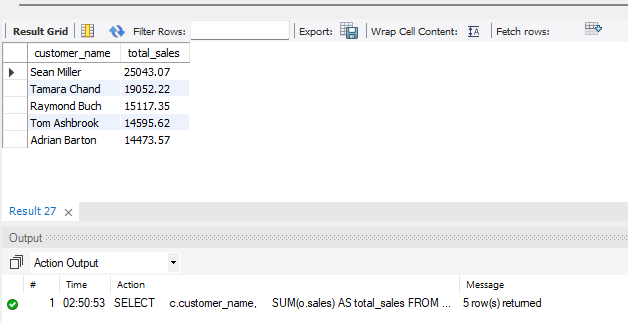 Result Grid Filter Rows: Export: Wrap Cell Content: Fetch rows:
customer_name total_sales
Sean Miller 25043.07
Tamara Chand 19052.22
Raymond Buch 15117.35
Tom Ashbrook 14595.62
Adrian Barton 14473.57
Result 27 ×
Output
Action Output
# Time Action Message
1 02:50:53 SELECT c.customer_name, SUM(o.sales) AS total_sales FROM ... 5 row(s) returned